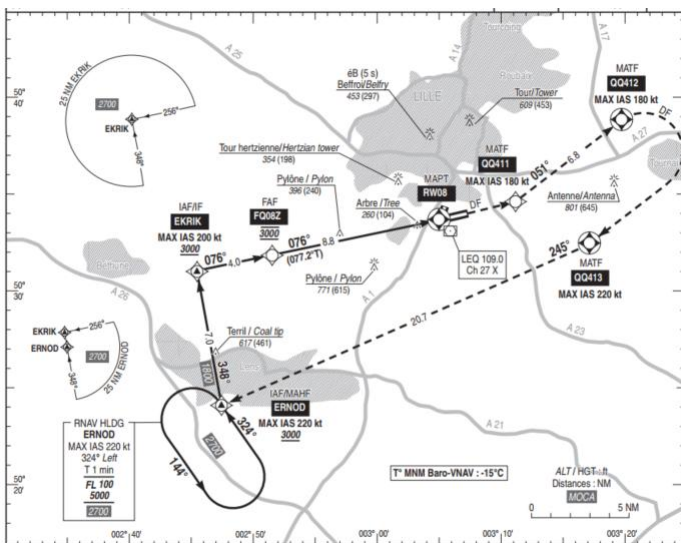 Tourcoing
A 17
A 14
A 25
MATF
QQ412
MAX IAS 180 kt
50°
40'
25 NM EKRIK
2700
256°
EKRIK
348°
éB (5 s)
Beffroi/Belfry
453 (297)
LILLE
Roubaix
Tour/Tower
609 (453)
DF
A 27
Tour hertzienne/Hertzian tower
354 (198)
MATF
QQ411
MAX IAS 180 kt
051°
6.8
Pylône / Pylon
396 (240)
MAPT
RW08
Arbre / Tree
260 (104)
DF
Antenne/Antenna
801 (645)
IAF/IF
EKRIK
MAX IAS 200 kt
3000
FAF
FQ08Z
3000
076°
4.0
076°
(077.2°T)
8.8
LEQ 109.0
Ch 27 X
245°
MATF
QQ413
MAX IAS 220 kt
Béthune
50°
30'
Pylône / Pylon
771 (615)
A 26
A 1
A 23
EKRIK
256°
ERNOD
2700
348°
25 NM ERNOD
7.0
1800
348°
Terril / Coal tip
617 (461)
Lens
20.7
A 21
IAF/MAHF
ERNOD
MAX IAS 220 kt
3000
324°
2700
144°
RNAV HLDG
ERNOD
MAX IAS 220 kt
324° Left
T 1 min
FL 100
5000
2700
T° MNM Baro-VNAV : -15°C
ALT / HGT : ft
Distances : NM
MOCA
0
5 NM
50°
20'
002° 40'
002° 50'
003° 00'
003° 10'
003° 20'